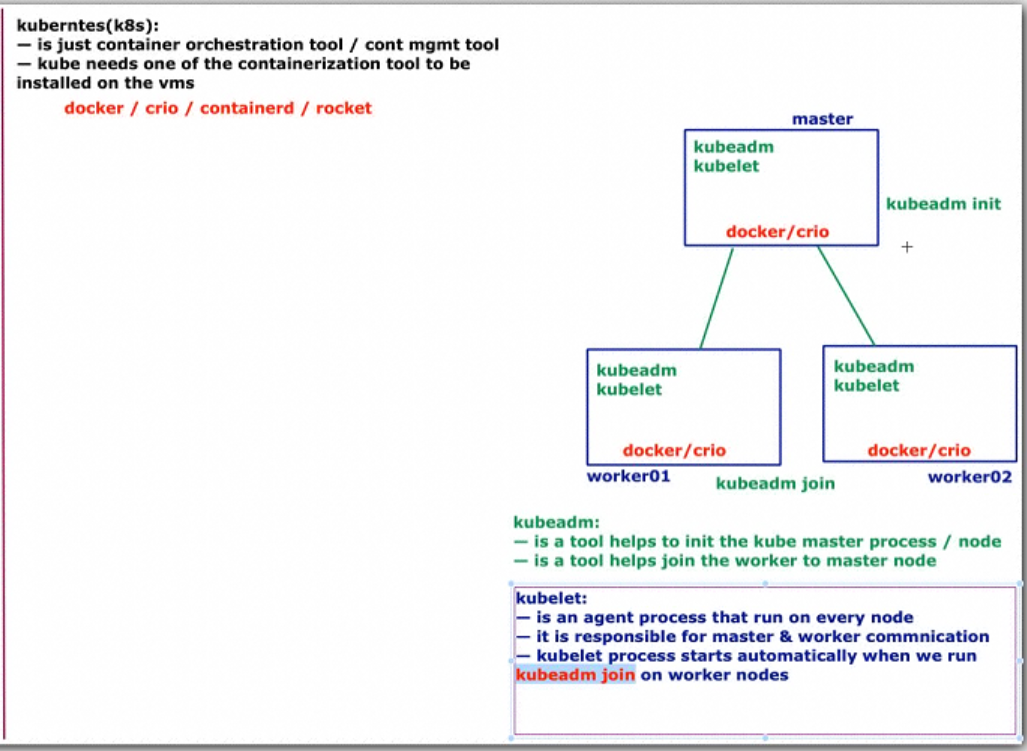 kuberntes(k8s):
— is just container orchestration tool / cont mgmt tool
— kube needs one of the containerization tool to be
installed on the vms
docker / crio / containerd / rocket
master
kubeadm
kubelet
docker/crio
kubeadm init
kubeadm
kubelet
docker/crio
worker01
kubeadm
kubelet
docker/crio
worker02
kubeadm join
kubeadm:
— is a tool helps to init the kube master process / node
— is a tool helps join the worker to master node
kubelet:
— is an agent process that run on every node
— it is responsible for master & worker commnication
— kubelet process starts automatically when we run
kubeadm join on worker nodes